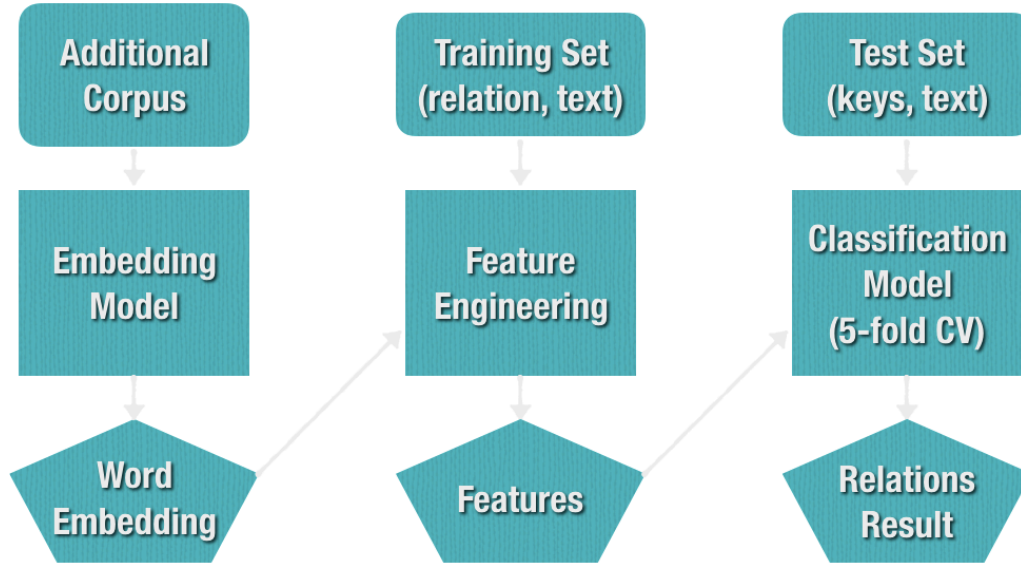 Additional
Corpus
Training Set
(relation, text)
Test Set
(keys, text)
Embedding
Model
Feature
Engineering
Classification
Model
(5-fold CV)
Word
Embedding
Features
Relations
Result